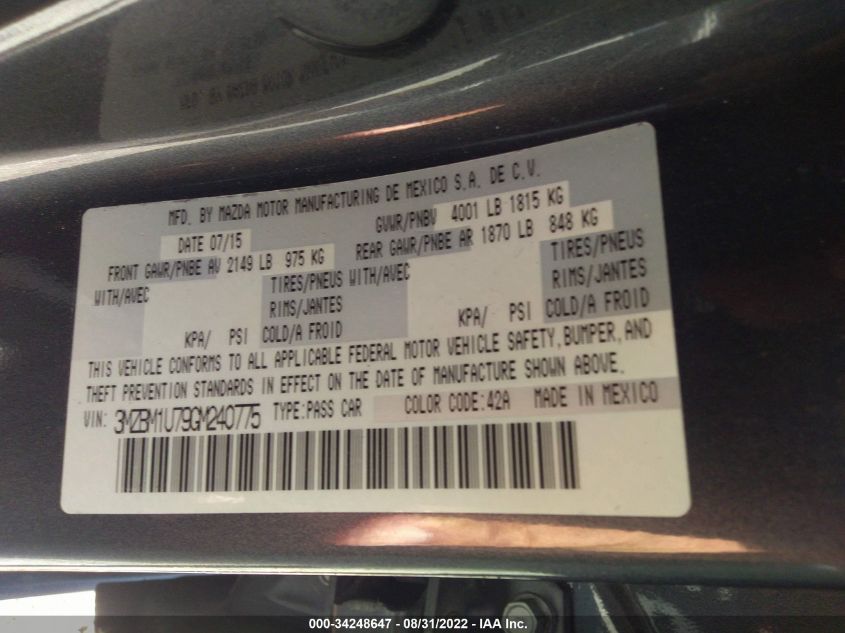 MFD. BY MAZDA MOTOR MANUFACTURING DE MEXICO S.A. DE C.V.
DATE 07/15 GVWR/PNBV 4001 LB 1815 KG
FRONT GAWR/PNBE AV 2149 LB 975 KG REAR GAWR/PNBE AR 1870 LB 848 KG
WITH/AVEC TIRES/PNEUS WITH/AVEC TIRES/PNEUS
RIMS/JANTES RIMS/JANTES
KPA/ PSI COLD/A FROID KPA/ PSI COLD/A FROID
THIS VEHICLE CONFORMS TO ALL APPLICABLE FEDERAL MOTOR VEHICLE SAFETY, BUMPER, AND
THEFT PREVENTION STANDARDS IN EFFECT ON THE DATE OF MANUFACTURE SHOWN ABOVE.
VIN: 3MZBM1U79GM240775 TYPE:PASS CAR COLOR CODE:42A MADE IN MEXICO
000-34248647 - 08/31/2022 - IAA Inc.